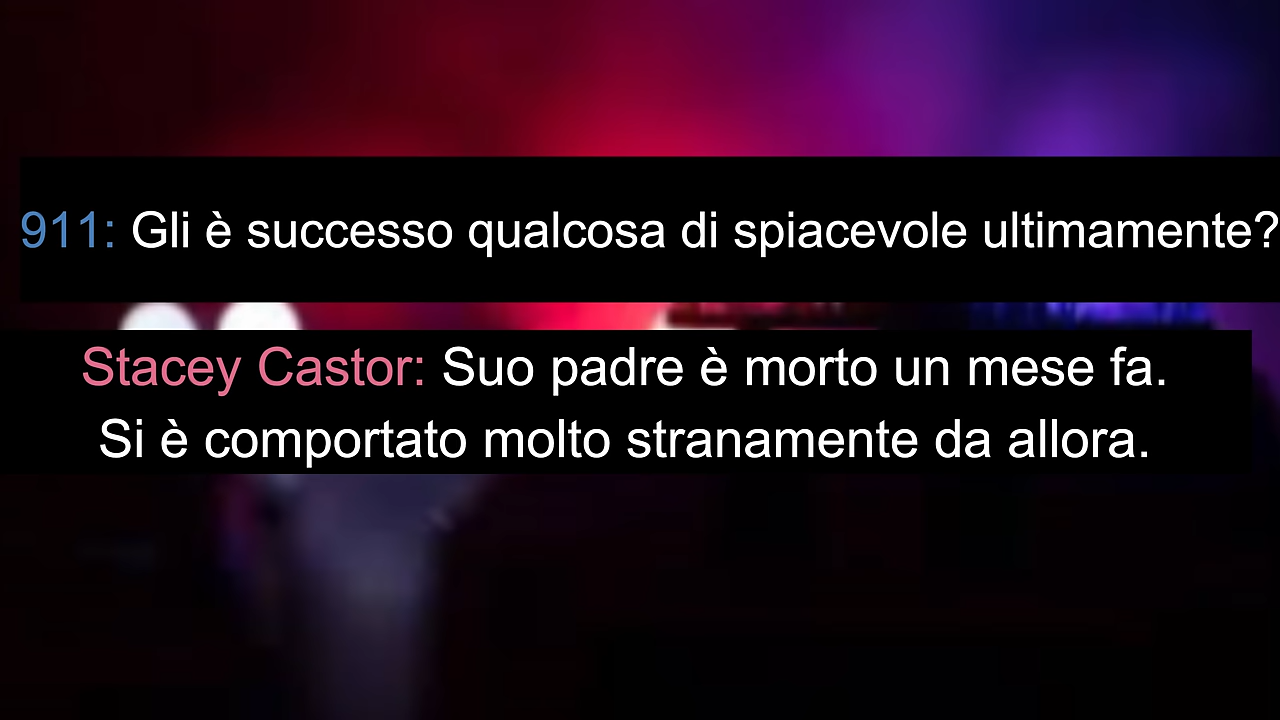 911: Gli è successo qualcosa di spiacevole ultimamente?
Stacey Castor: Suo padre è morto un mese fa.
Si è comportato molto stranamente da allora.